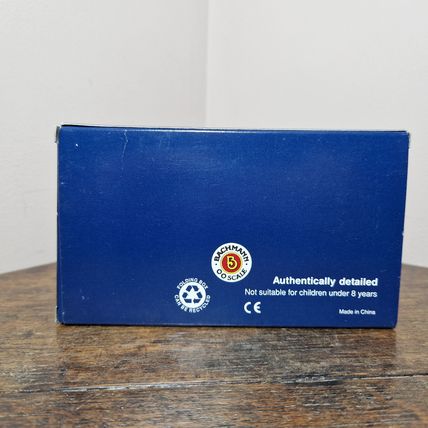 BACHMANN
OO SCALE
Authentically detailed
Not suitable for children under 8 years
FOLDING BOX
CAN BE RECYCLED
CE
Made in China